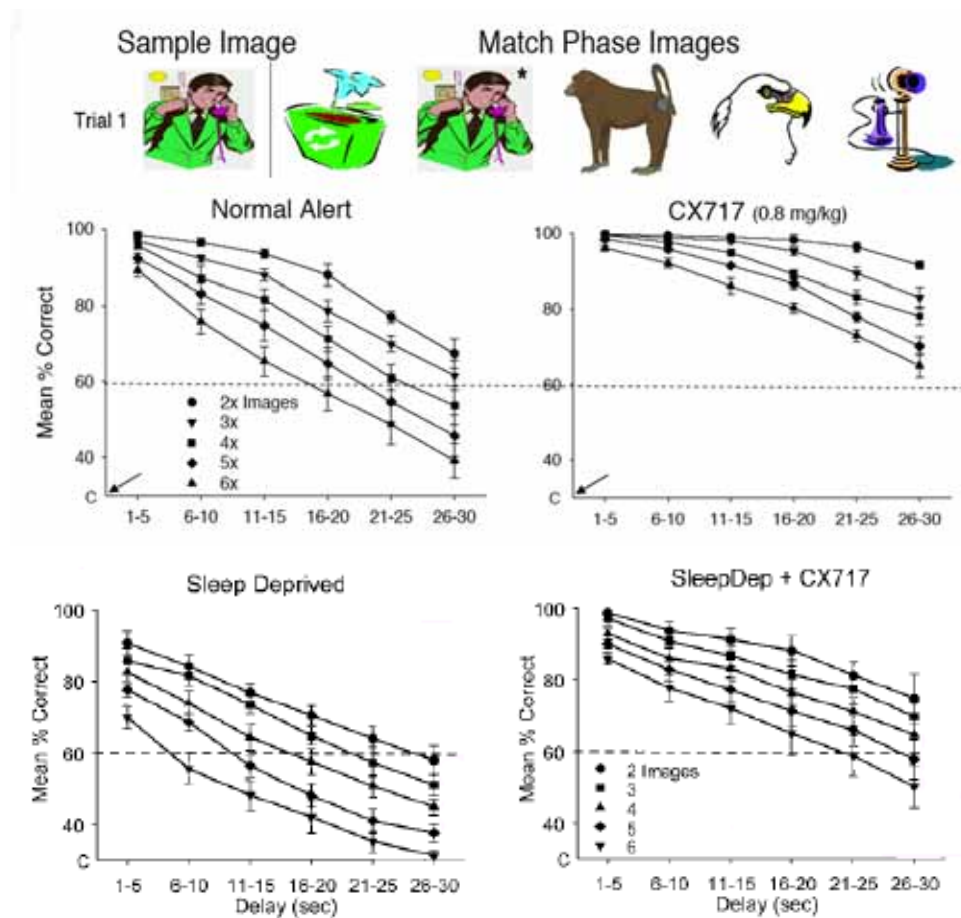 Sample Image Match Phase Images
Trial 1 *
Normal Alert CX717 (0.8 mg/kg)
Mean % Correct
100
80
60
40
C
2x Images
3x
4x
5x
6x
1-5 6-10 11-15 16-20 21-25 26-30
100
80
60
40
C
1-5 6-10 11-15 16-20 21-25 26-30
Sleep Deprived SleepDep + CX717
Mean % Correct
100
80
60
40
C
1-5 6-10 11-15 16-20 21-25 26-30
Delay (sec)
Mean % Correct
100
80
60
40
C
2 Images
3
4
5
6
1-5 6-10 11-15 16-20 21-25 26-30
Delay (sec)